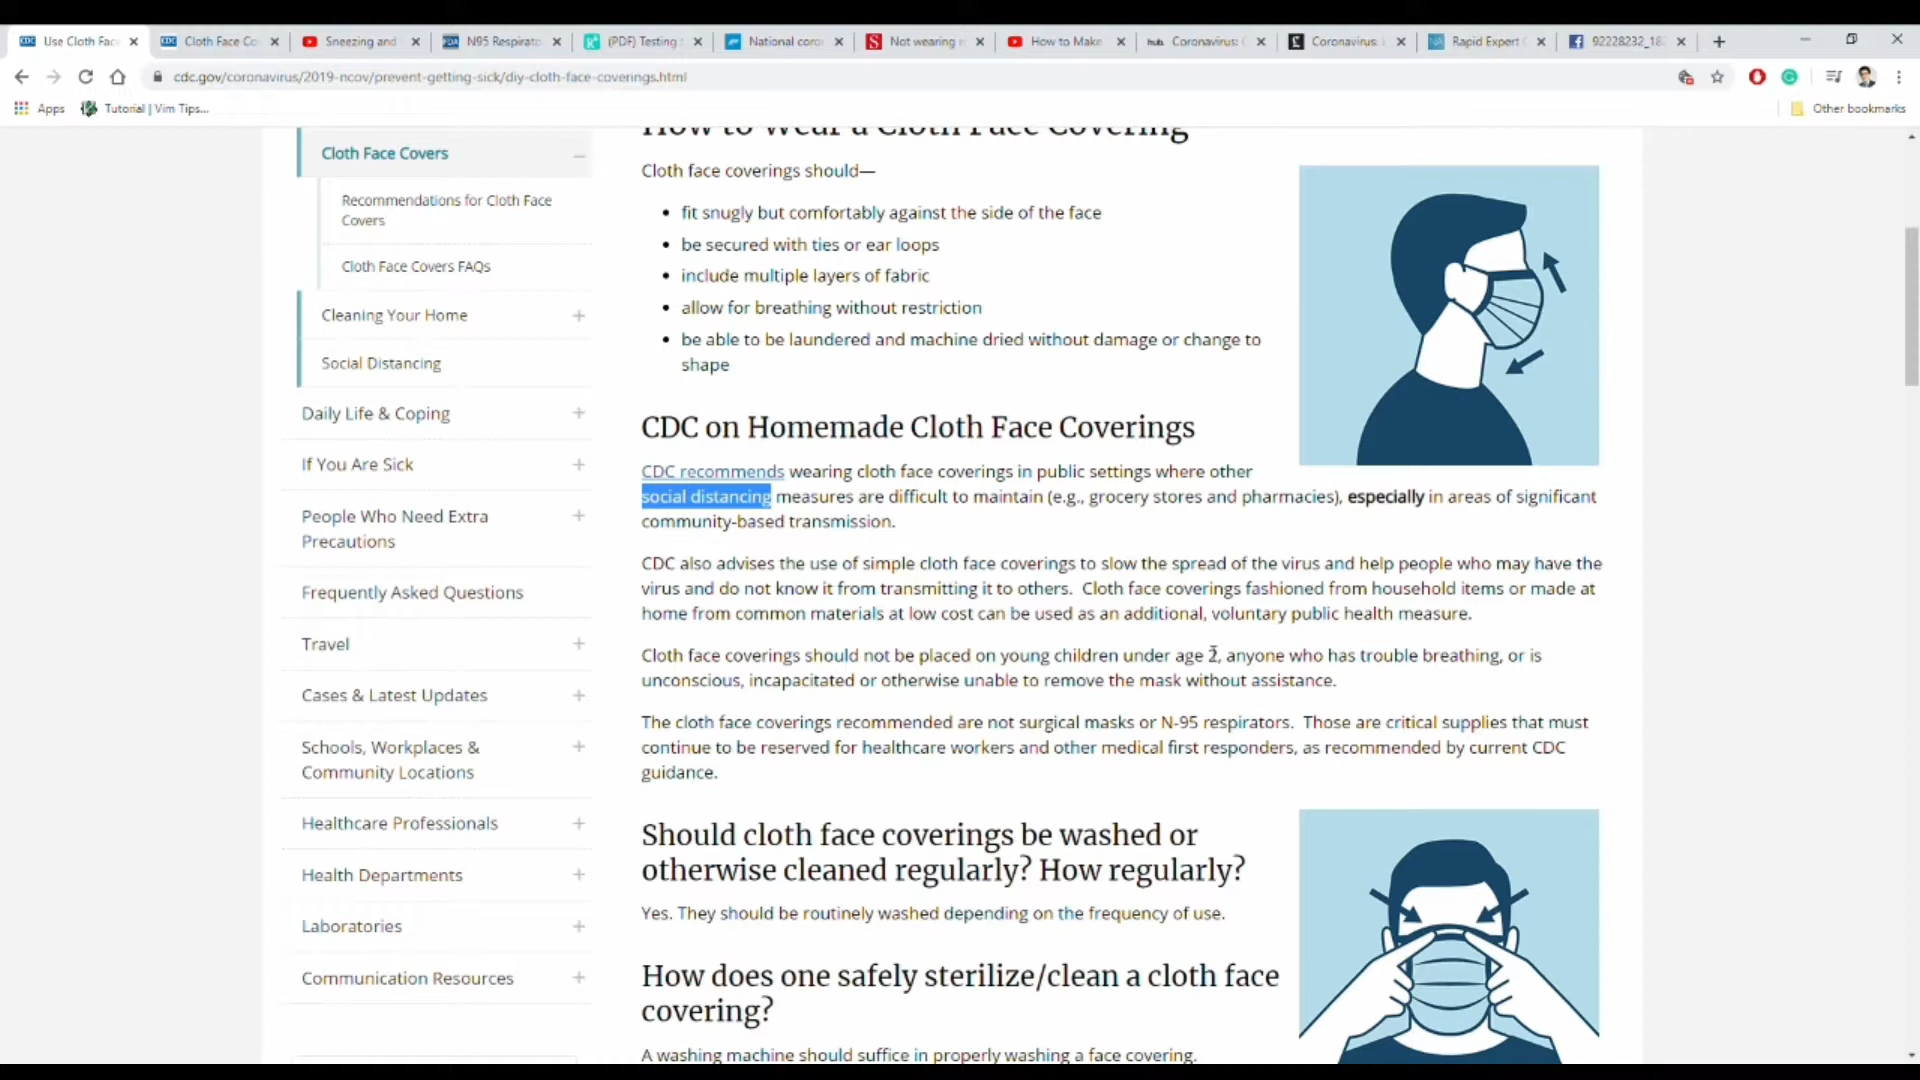 Use Cloth Fac
Cloth Face Co
Sneezing and
N95 Respirato
(PDF) Testing
National coro
Not wearing
How to Make
Coronavirus:
Coronavirus:
Rapid Expert
92228232_18
cdc.gov/coronavirus/2019-ncov/prevent-getting-sick/diy-cloth-face-coverings.html
Apps
Tutorial | Vim Tips...
Other bookmarks
Cloth Face Covers
Recommendations for Cloth Face
Covers
Cloth Face Covers FAQs
Cleaning Your Home
Social Distancing
Daily Life & Coping
If You Are Sick
People Who Need Extra
Precautions
Frequently Asked Questions
Travel
Cases & Latest Updates
Schools, Workplaces &
Community Locations
Healthcare Professionals
Health Departments
Laboratories
Communication Resources
How to Wear a Cloth Face Covering
Cloth face coverings should—
• fit snugly but comfortably against the side of the face
• be secured with ties or ear loops
• include multiple layers of fabric
• allow for breathing without restriction
• be able to be laundered and machine dried without damage or change to
shape
CDC on Homemade Cloth Face Coverings
CDC recommends wearing cloth face coverings in public settings where other
social distancing measures are difficult to maintain (e.g., grocery stores and pharmacies), especially in areas of significant
community-based transmission.
CDC also advises the use of simple cloth face coverings to slow the spread of the virus and help people who may have the
virus and do not know it from transmitting it to others.  Cloth face coverings fashioned from household items or made at
home from common materials at low cost can be used as an additional, voluntary public health measure.
Cloth face coverings should not be placed on young children under age 2, anyone who has trouble breathing, or is
unconscious, incapacitated or otherwise unable to remove the mask without assistance.
The cloth face coverings recommended are not surgical masks or N-95 respirators.  Those are critical supplies that must
continue to be reserved for healthcare workers and other medical first responders, as recommended by current CDC
guidance.
Should cloth face coverings be washed or
otherwise cleaned regularly? How regularly?
Yes. They should be routinely washed depending on the frequency of use.
How does one safely sterilize/clean a cloth face
covering?
A washing machine should suffice in properly washing a face covering.